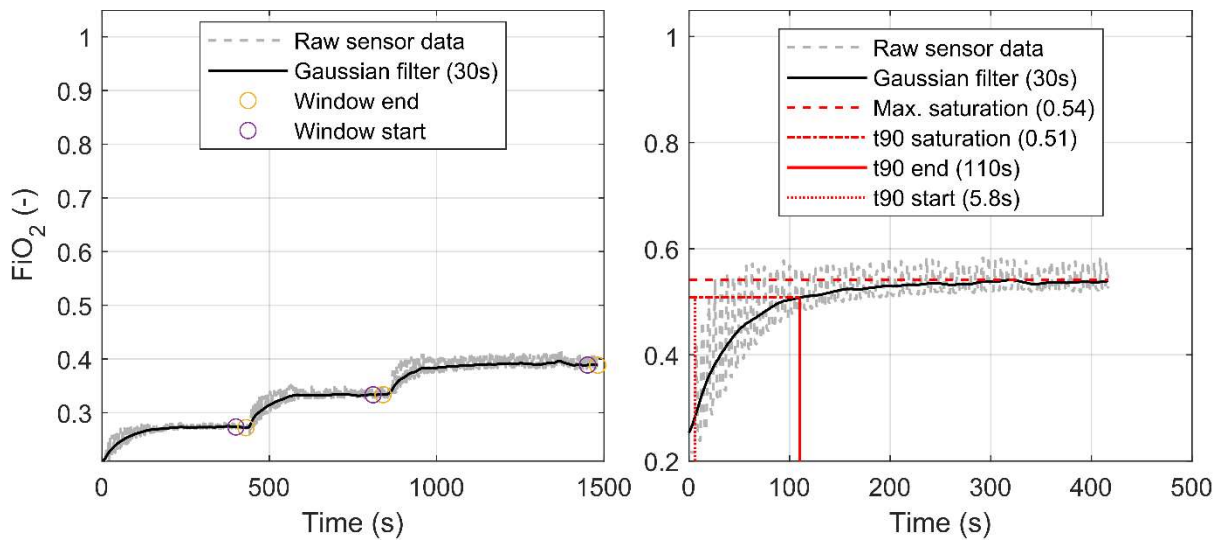 1
0.9
0.8
0.7
0.6
0.5
0.4
0.3
FiO2 (-)
0
500
1000
1500
Time (s)
Raw sensor data
Gaussian filter (30s)
Window end
Window start
1
0.8
0.6
0.4
0.2
0
100
200
300
400
500
Time (s)
Raw sensor data
Gaussian filter (30s)
Max. saturation (0.54)
t90 saturation (0.51)
t90 end (110s)
t90 start (5.8s)